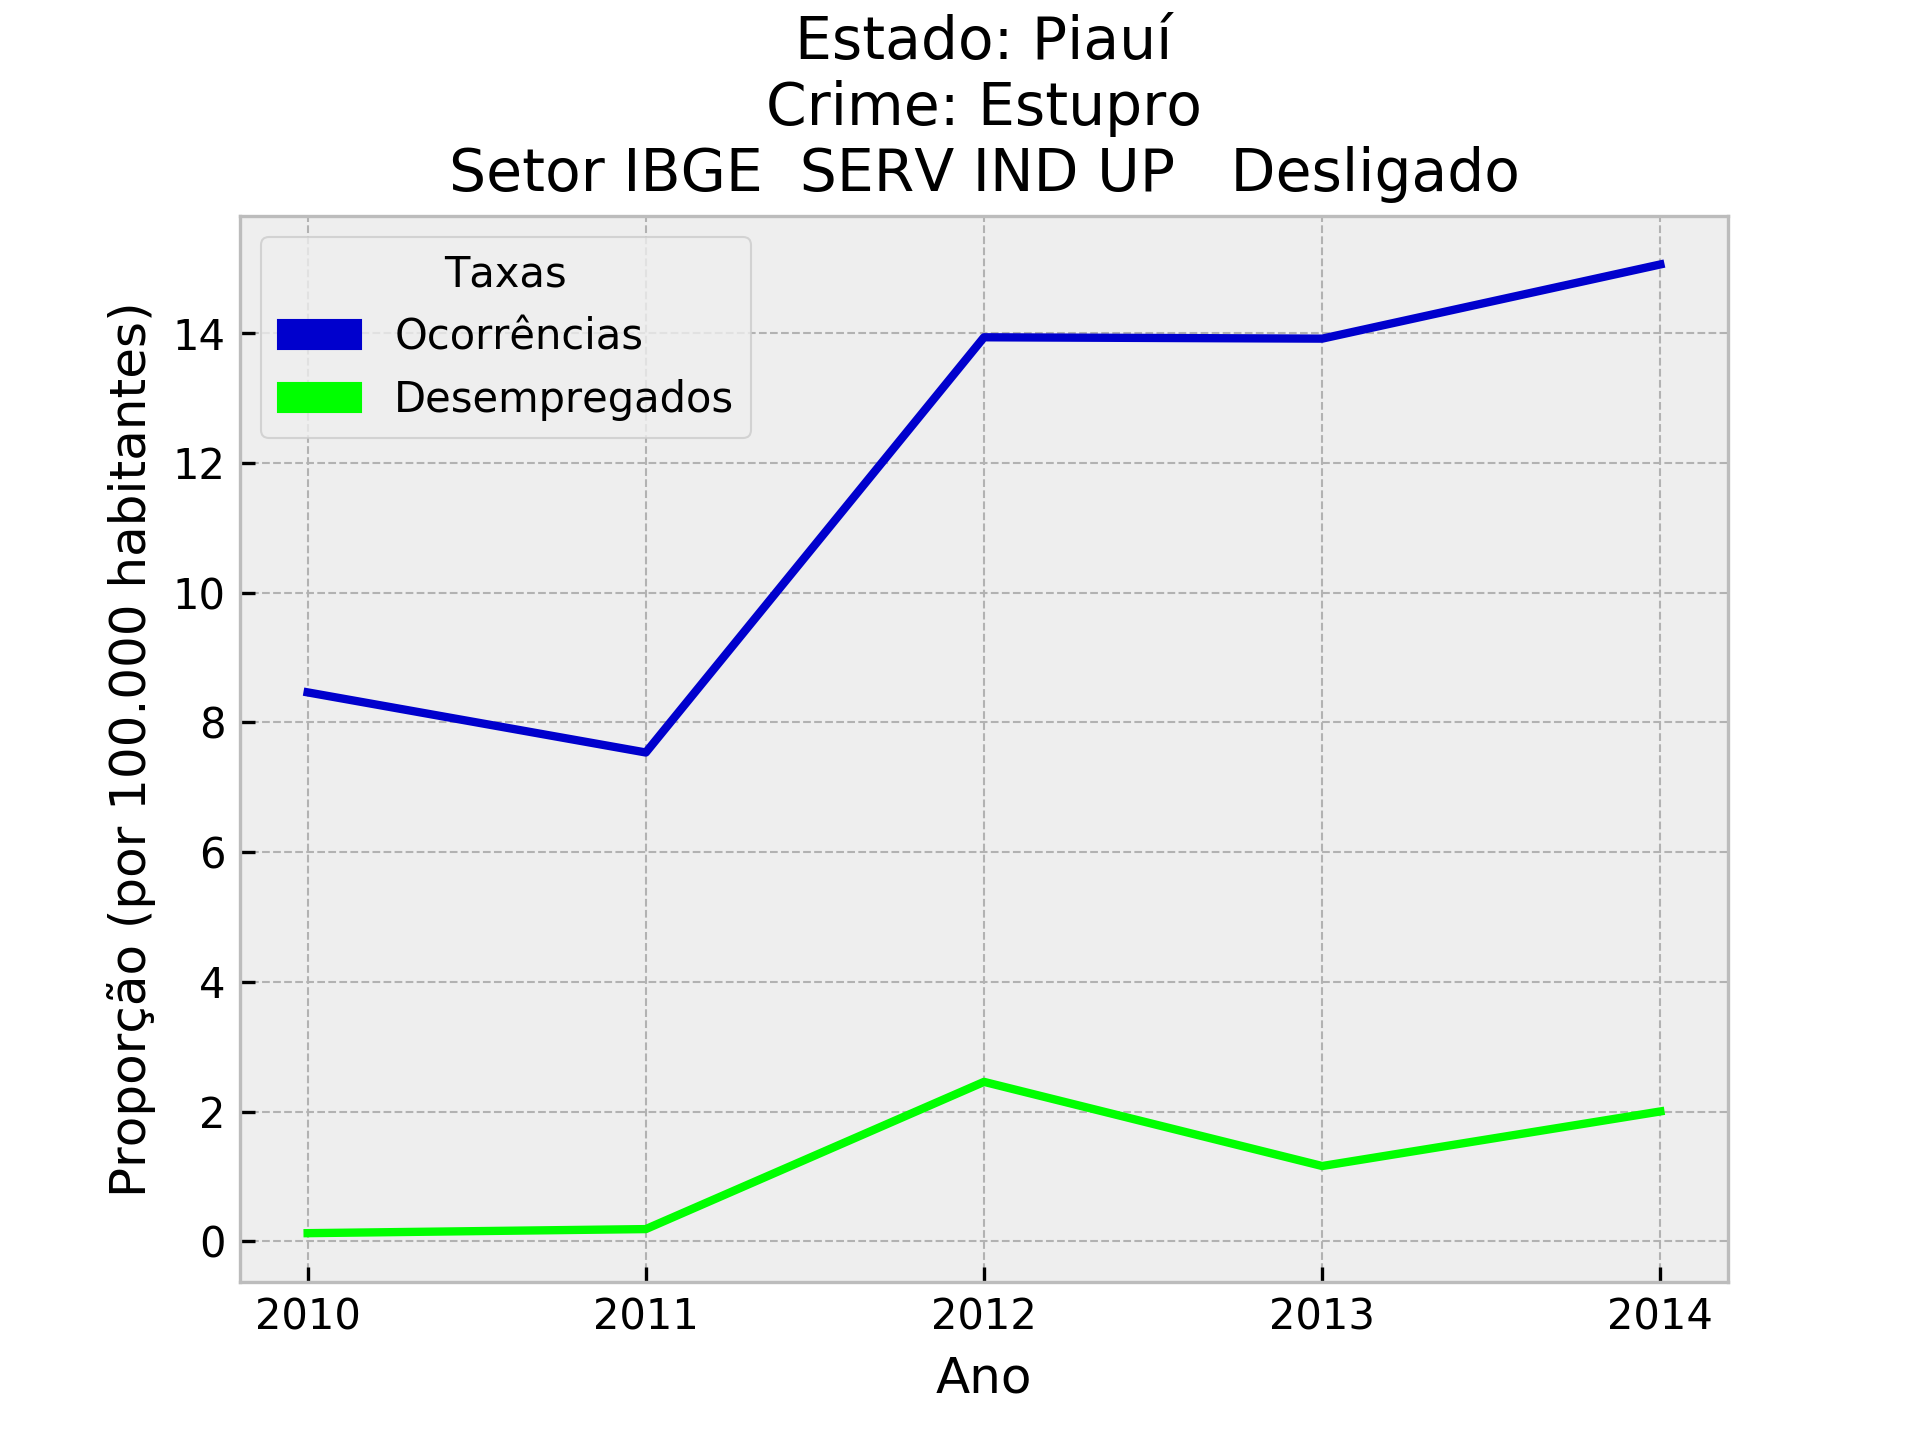 Estado: Piauí
Crime: Estupro
Setor IBGE  SERV IND UP   Desligado
Taxas
Ocorrências
Desempregados
Proporção (por 100.000 habitantes)
14
12
10
8
6
4
2
0
2010 2011 2012 2013 2014
Ano